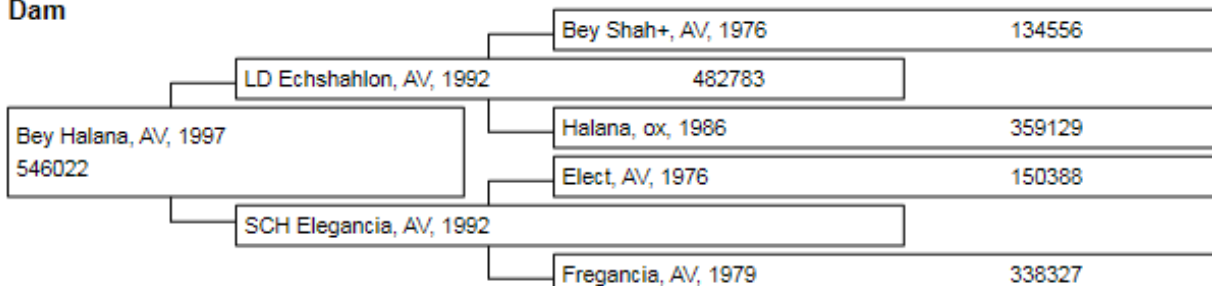 Dam
Bey Shah+, AV, 1976 134556
LD Echshahlon, AV, 1992 482783
Halana, ox, 1986 359129
Bey Halana, AV, 1997
546022
Elect, AV, 1976 150388
SCH Elegancia, AV, 1992
Fregancia, AV, 1979 338327